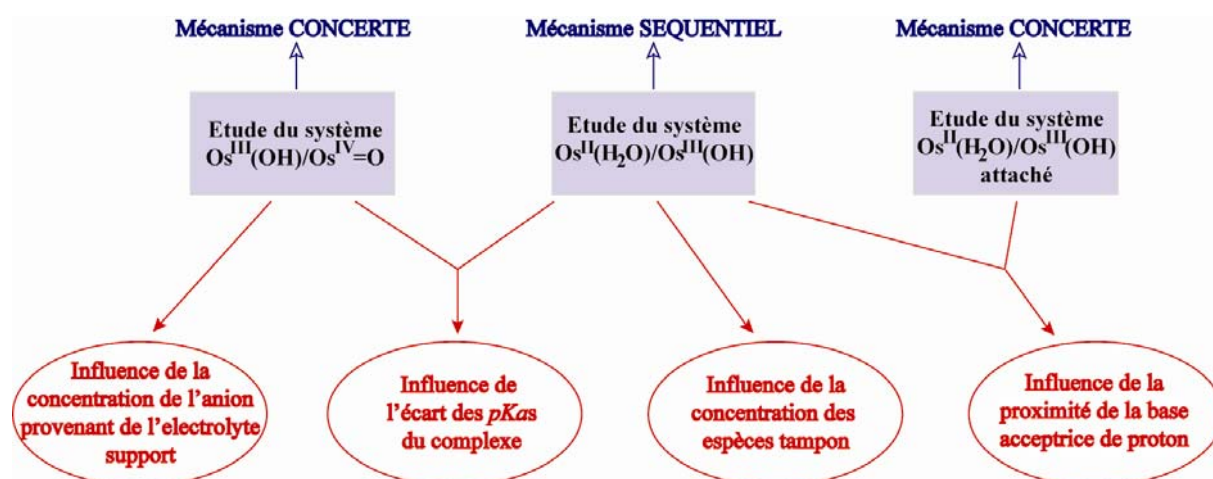 Mécanisme CONCERTE
Mécanisme SEQUENTIEL
Mécanisme CONCERTE
Etude du système
Os^III(OH)/Os^IV=O
Etude du système
Os^II(H₂O)/Os^III(OH)
Etude du système
Os^II(H₂O)/Os^III(OH)
attaché
Influence de la
concentration de l'anion
provenant de l'electrolyte
support
Influence de
l'écart des pKas
du complexe
Influence de la
concentration des
espèces tampon
Influence de la
proximité de la base
acceptrice de proton